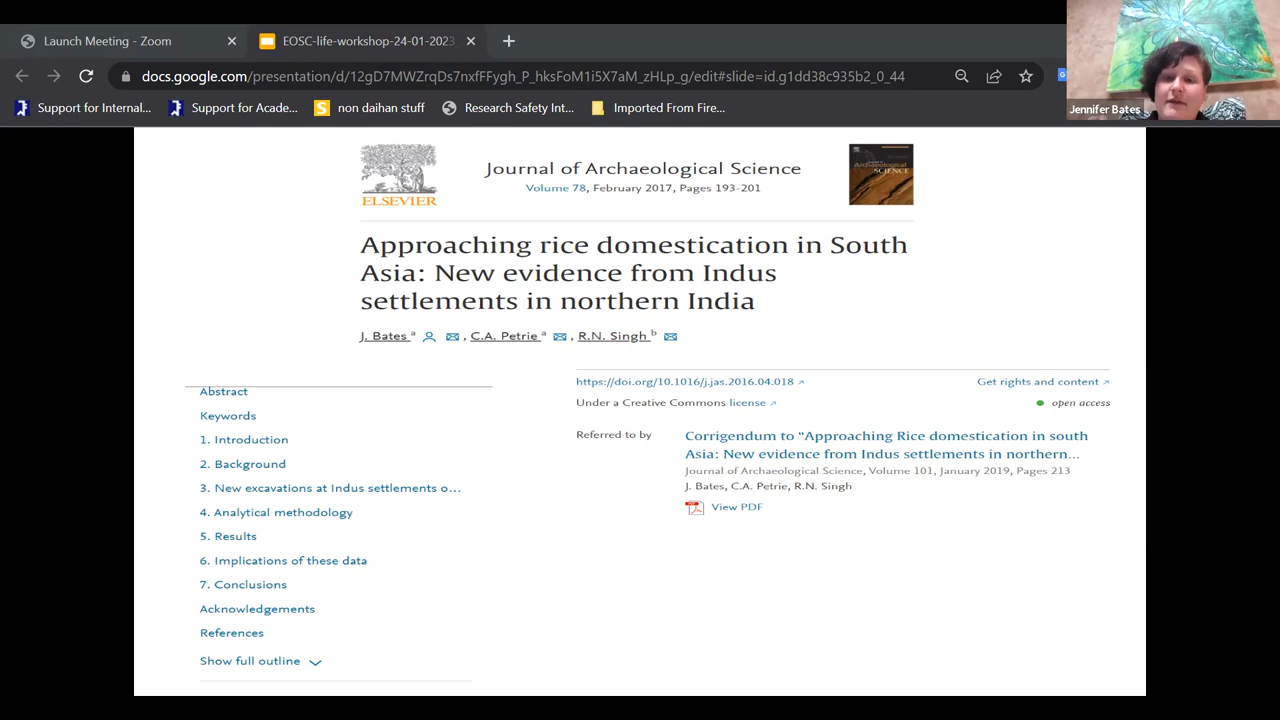 Launch Meeting - Zoom
EOSC-life-workshop-24-01-2023
docs.google.com/presentation/d/12gD7MWZrqDs7nxfFFygh_P_hksFoM1i5X7aM_zHLp_g/edit#slide=id.g1dd38c935b2_0_44
Support for Internal...
Support for Acade...
non daihan stuff
Research Safety Int...
Imported From Fire...
Jennifer Bates
ELSEVIER
Journal of Archaeological Science
Volume 78, February 2017, Pages 193-201
Archaeological
SCIENCE
Approaching rice domestication in South
Asia: New evidence from Indus
settlements in northern India
J. Bates a, C.A. Petrie a, R.N. Singh b
Abstract
Keywords
1. Introduction
2. Background
3. New excavations at Indus settlements o...
4. Analytical methodology
5. Results
6. Implications of these data
7. Conclusions
Acknowledgements
References
Show full outline
https://doi.org/10.1016/j.jas.2016.04.018
Get rights and content
Under a Creative Commons license
open access
Referred to by
Corrigendum to “Approaching Rice domestication in south
Asia: New evidence from Indus settlements in northern...
Journal of Archaeological Science, Volume 101, January 2019, Pages 213
J. Bates, C.A. Petrie, R.N. Singh
View PDF